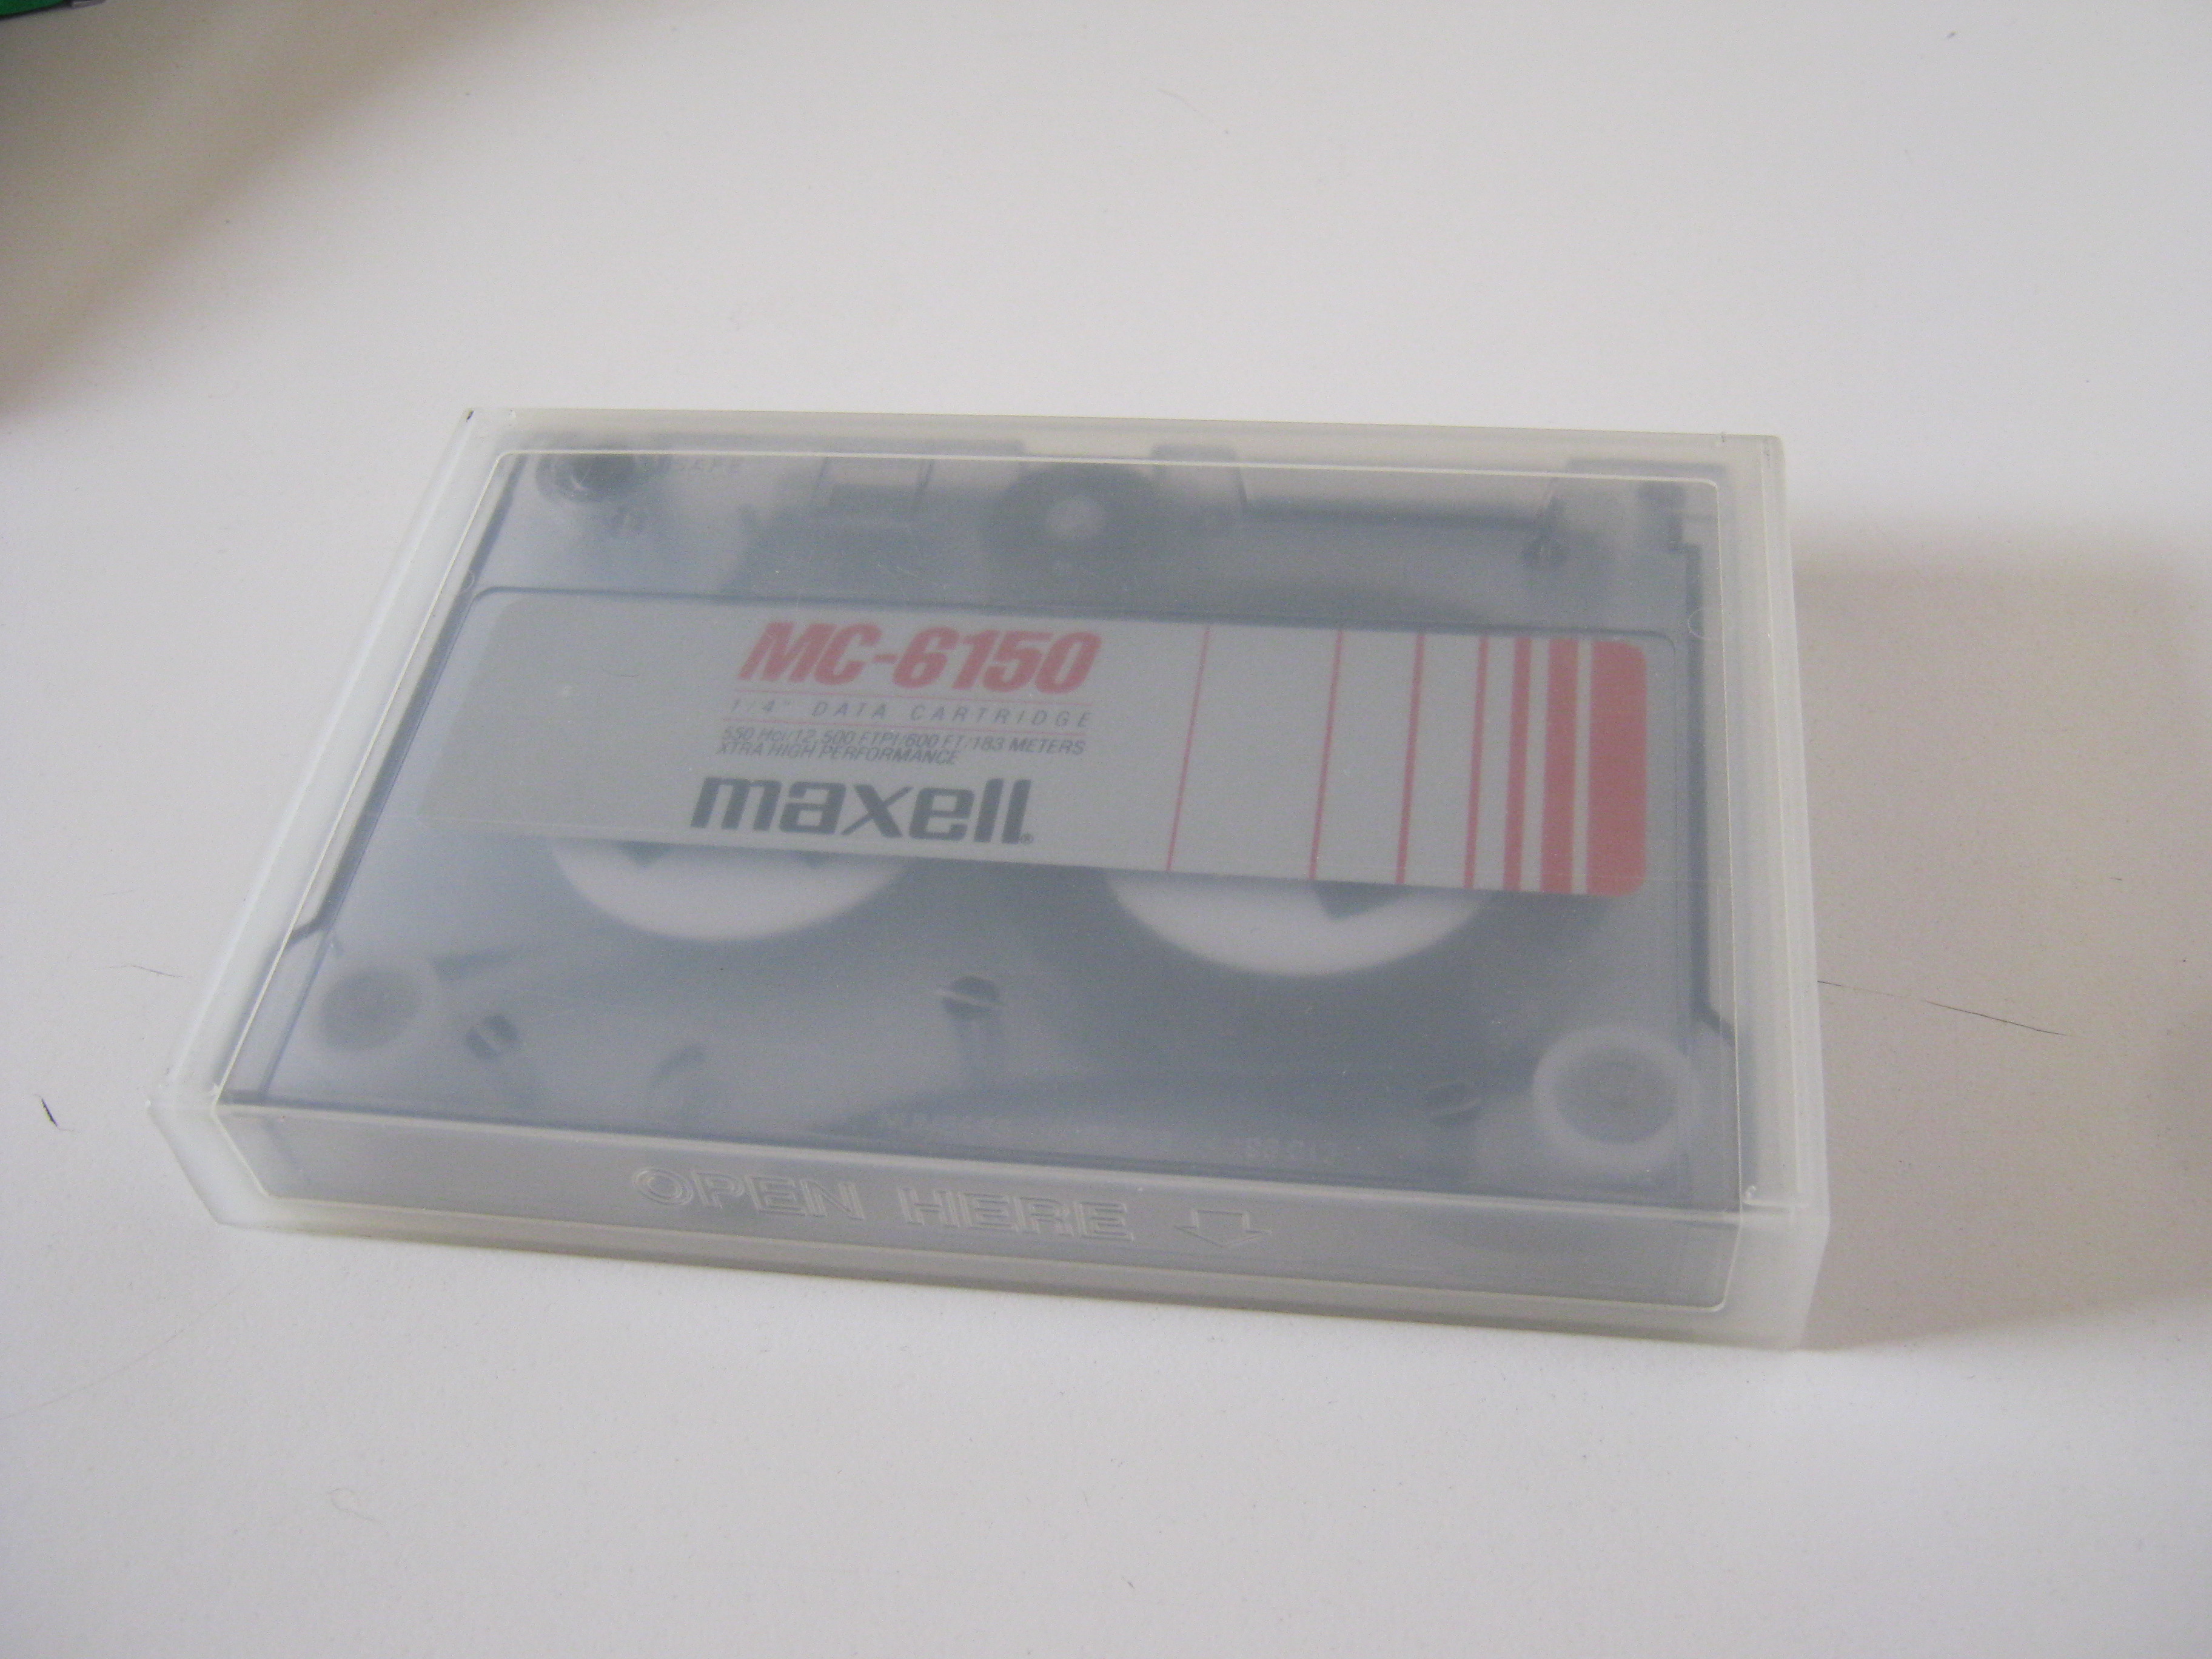 MC-6150
1/4" DATA CARTRIDGE
550 Hci/12,500 FTPI/600 FT/183 METERS
XTRA HIGH PERFORMANCE
maxell®
OPEN HERE